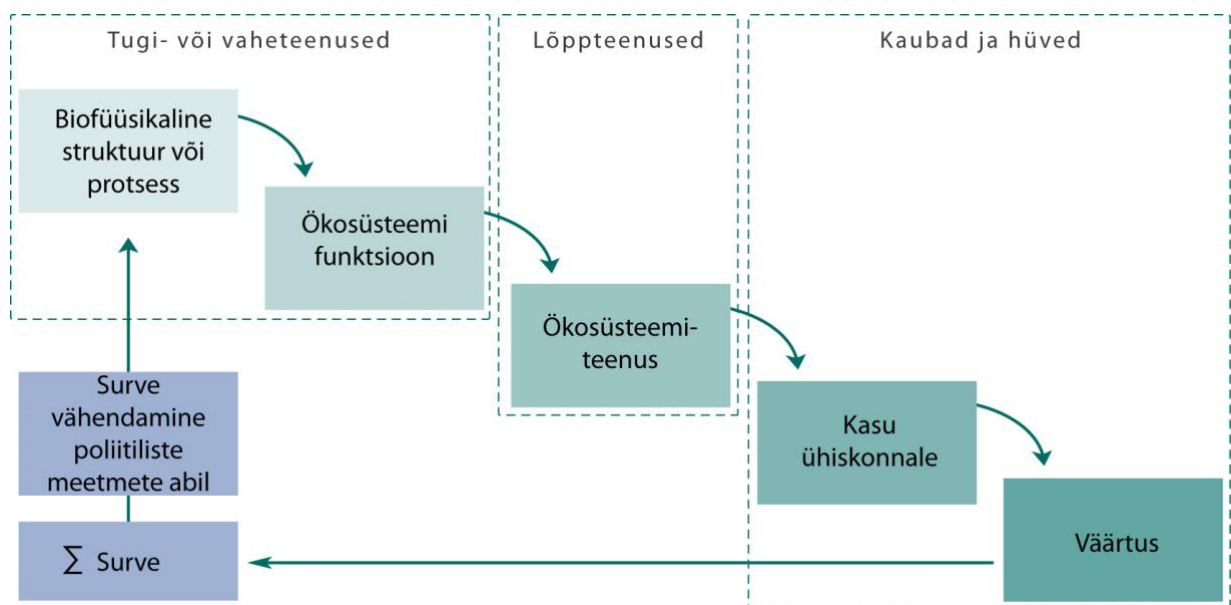 Tugi- või vaheteenused
Lõppteenused
Kaubad ja hüved
Biofüüsikaline
struktuur või
protsess
Ökosüsteemi
funktsioon
Ökosüsteemi-
teenus
Kasu
ühiskonnale
Väärtus
Surve
vähendamine
poliitiliste
meetmete abil
∑ Surve